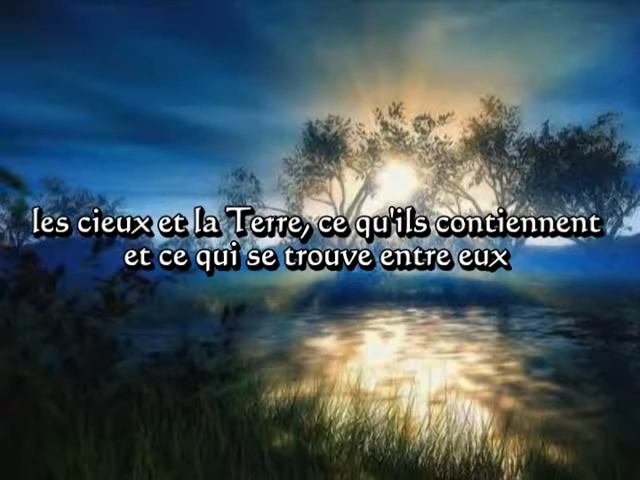 les cieux et la Terre, ce qu'ils contiennent
et ce qui se trouve entre eux